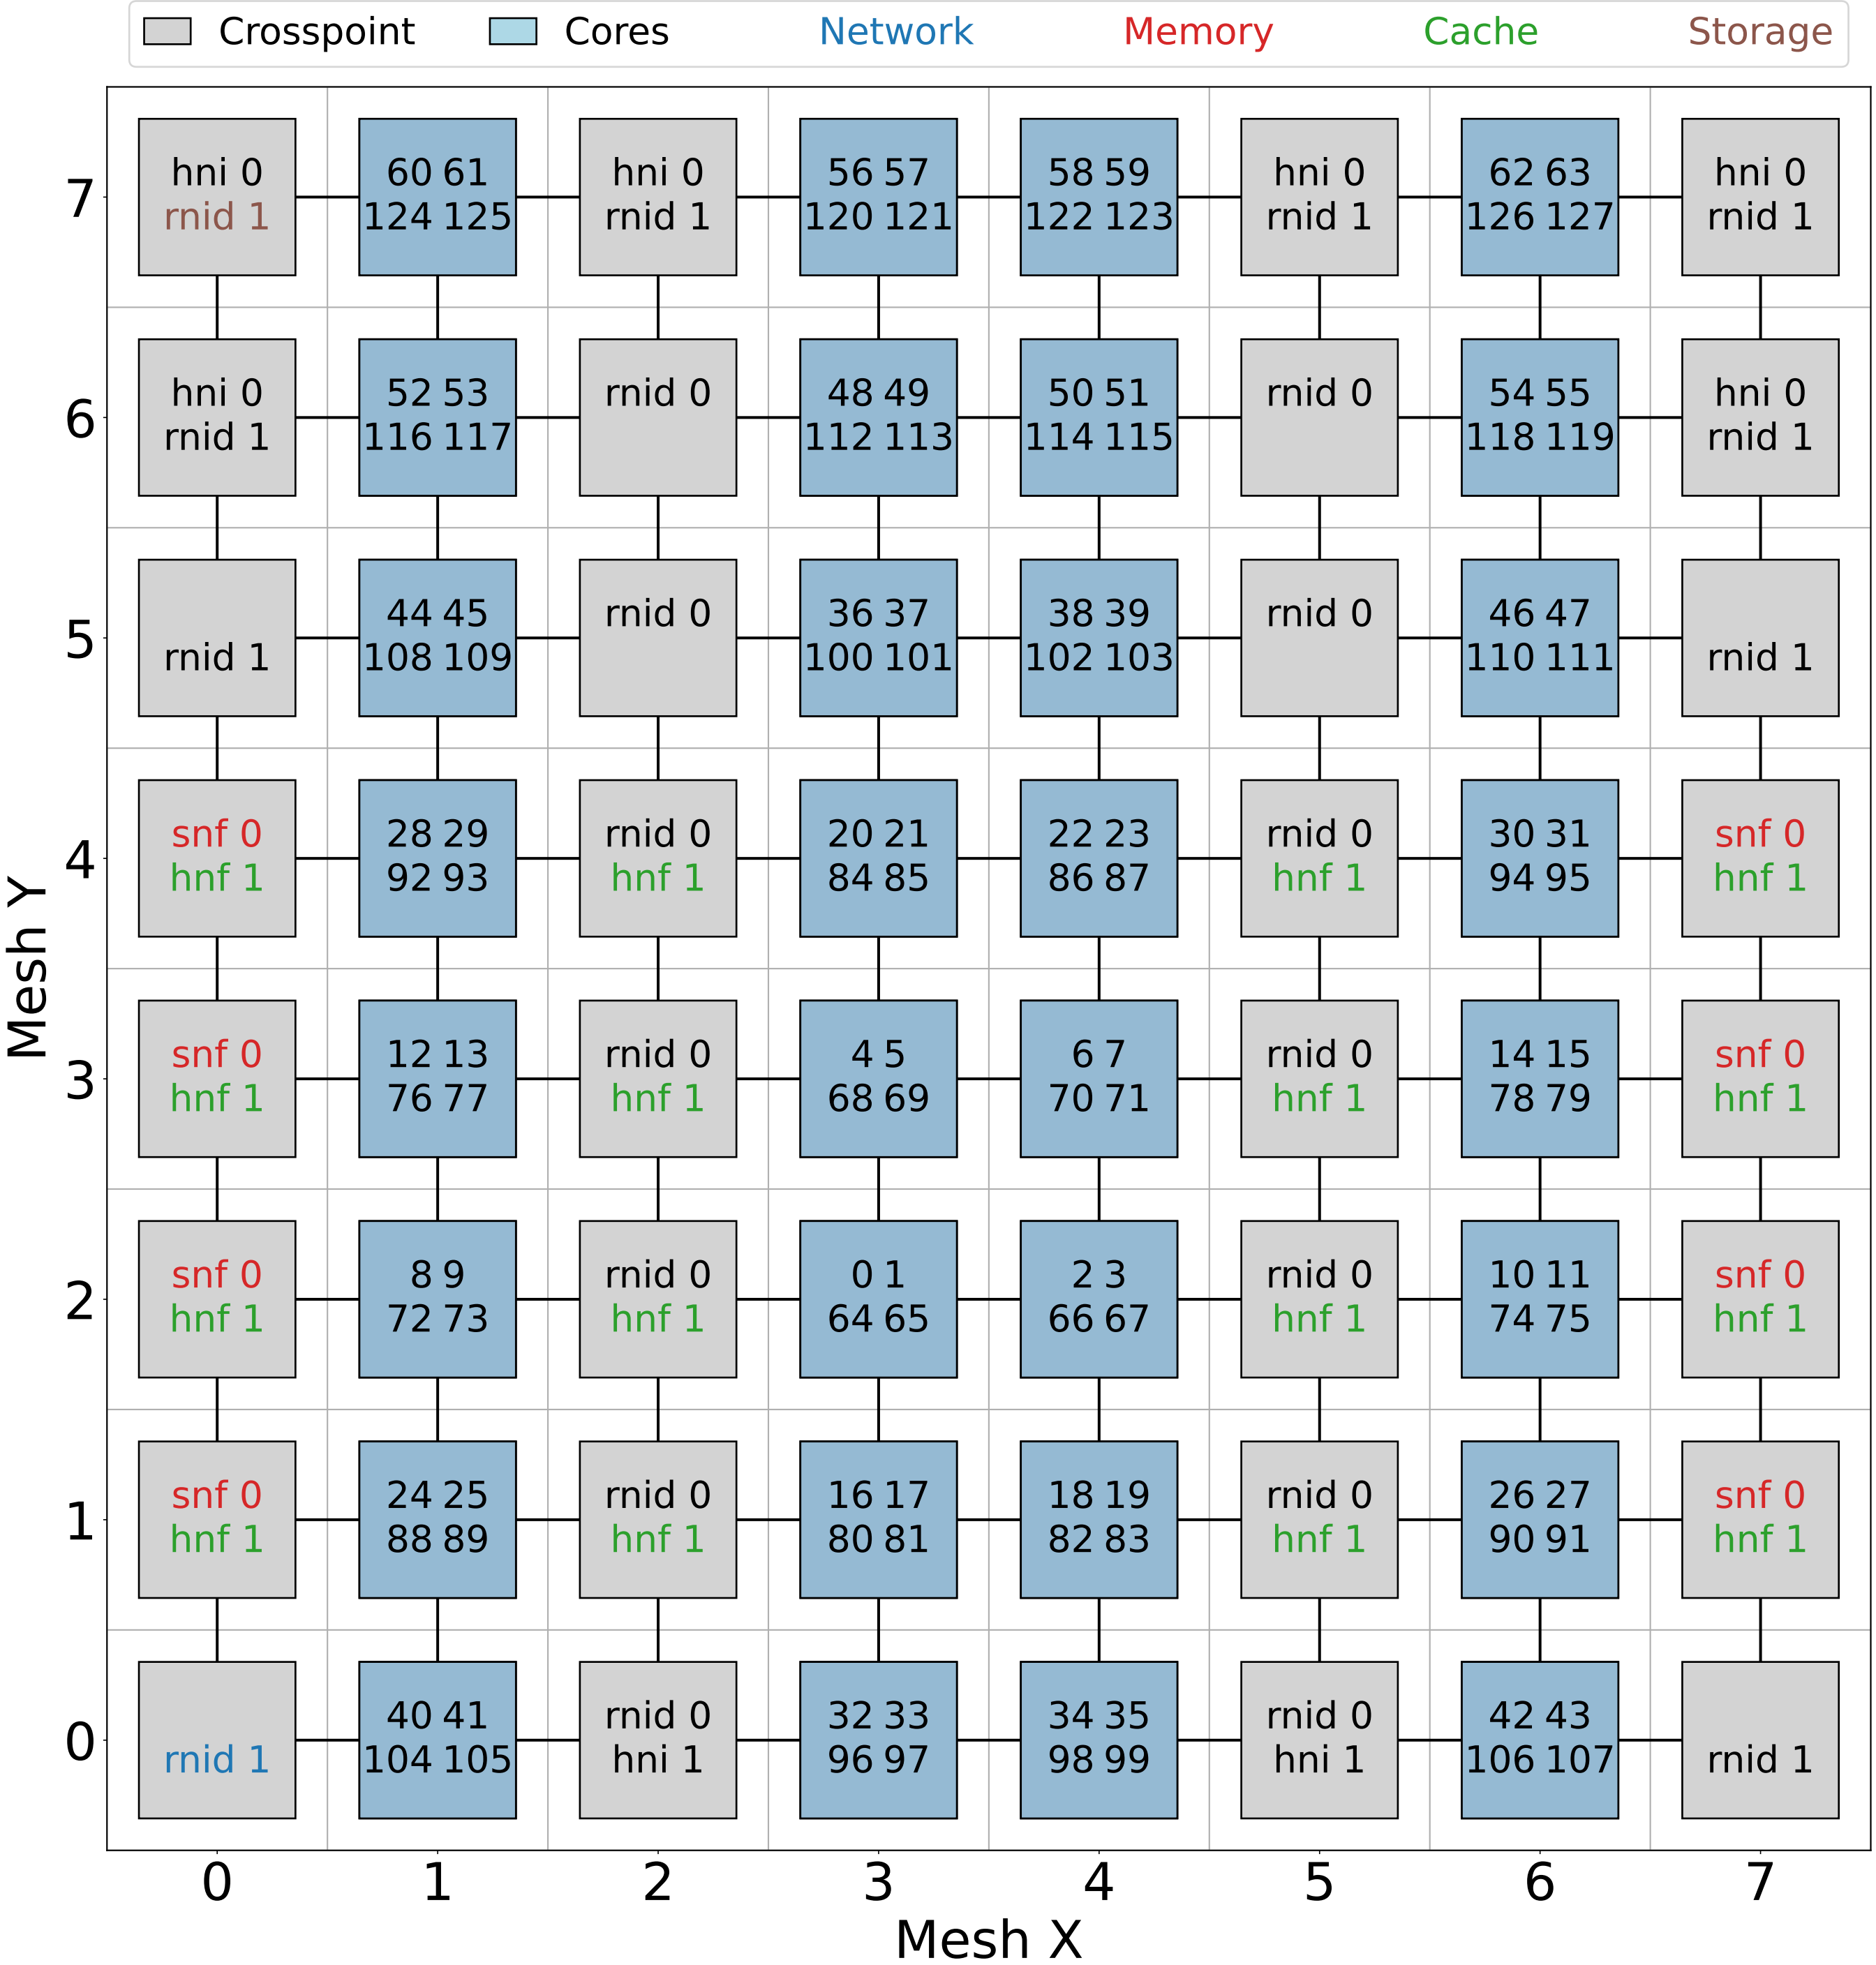 Crosspoint Cores Network Memory Cache Storage
7 hni 0 60 61 hni 0 56 57 58 59 hni 0 62 63 hni 0
rnid 1 124 125 rnid 1 120 121 122 123 rnid 1 126 127 rnid 1
6 hni 0 52 53 rnid 0 48 49 50 51 rnid 0 54 55 hni 0
rnid 1 116 117 112 113 114 115 118 119 rnid 1
5 44 45 rnid 0 36 37 38 39 rnid 0 46 47
rnid 1 108 109 100 101 102 103 110 111 rnid 1
4 snf 0 28 29 rnid 0 20 21 22 23 rnid 0 30 31 snf 0
hnf 1 92 93 hnf 1 84 85 86 87 hnf 1 94 95 hnf 1
Mesh Y
3 snf 0 12 13 rnid 0 4 5 6 7 rnid 0 14 15 snf 0
hnf 1 76 77 hnf 1 68 69 70 71 hnf 1 78 79 hnf 1
2 snf 0 8 9 rnid 0 0 1 2 3 rnid 0 10 11 snf 0
hnf 1 72 73 hnf 1 64 65 66 67 hnf 1 74 75 hnf 1
1 snf 0 24 25 rnid 0 16 17 18 19 rnid 0 26 27 snf 0
hnf 1 88 89 hnf 1 80 81 82 83 hnf 1 90 91 hnf 1
0 40 41 rnid 0 32 33 34 35 rnid 0 42 43
rnid 1 104 105 hni 1 96 97 98 99 hni 1 106 107 rnid 1
0 1 2 3 4 5 6 7
Mesh X